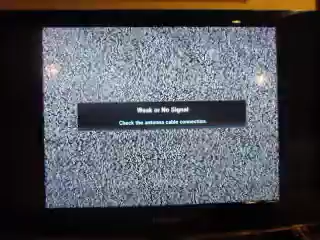 Weak or No Signal
Check the antenna cable connection.